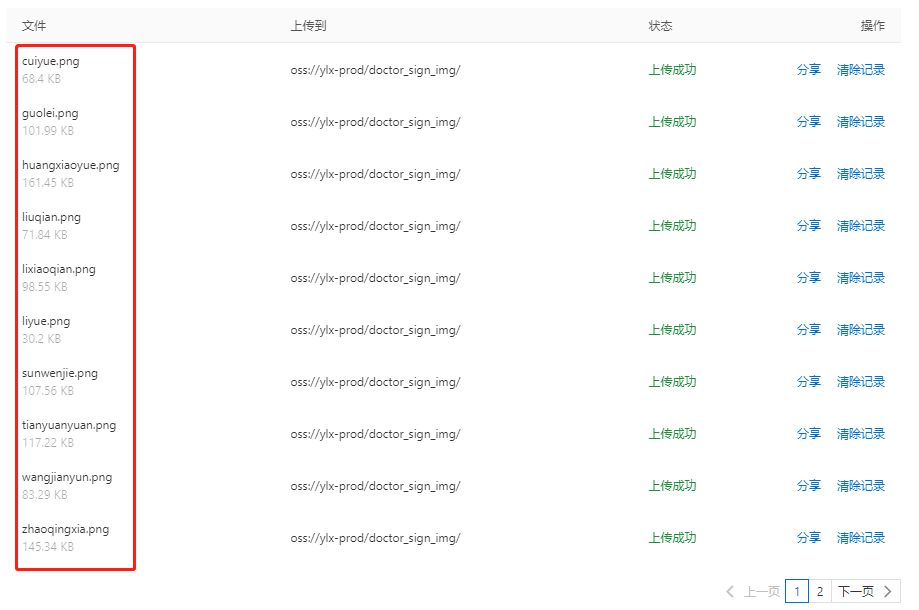 文件 上传到 状态 操作
cuiyue.png
68.4 KB
oss://ylx-prod/doctor_sign_img/ 上传成功 分享 清除记录
guolei.png
101.99 KB
oss://ylx-prod/doctor_sign_img/ 上传成功 分享 清除记录
huangxiaoyue.png
161.45 KB
oss://ylx-prod/doctor_sign_img/ 上传成功 分享 清除记录
liuqian.png
71.84 KB
oss://ylx-prod/doctor_sign_img/ 上传成功 分享 清除记录
lixiaoqian.png
98.55 KB
oss://ylx-prod/doctor_sign_img/ 上传成功 分享 清除记录
liyue.png
30.2 KB
oss://ylx-prod/doctor_sign_img/ 上传成功 分享 清除记录
sunwenjie.png
107.56 KB
oss://ylx-prod/doctor_sign_img/ 上传成功 分享 清除记录
tianyuanyuan.png
117.22 KB
oss://ylx-prod/doctor_sign_img/ 上传成功 分享 清除记录
wangjianyun.png
83.29 KB
oss://ylx-prod/doctor_sign_img/ 上传成功 分享 清除记录
zhaoqingxia.png
145.34 KB
oss://ylx-prod/doctor_sign_img/ 上传成功 分享 清除记录
上一页 1 2 下一页